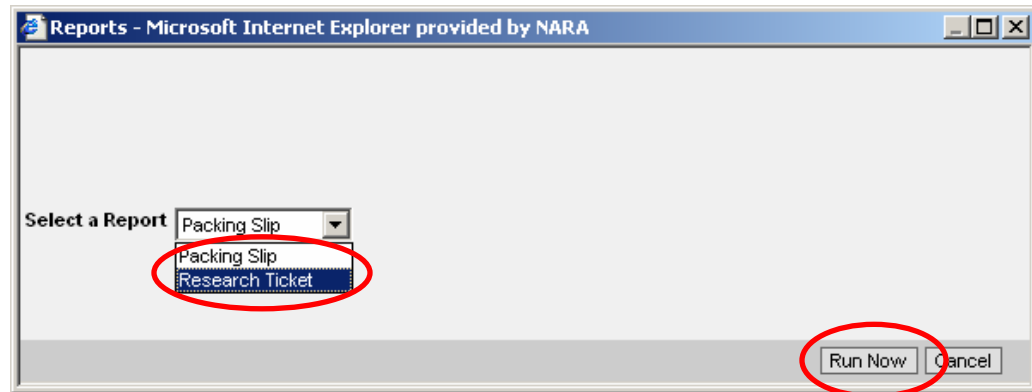 Reports - Microsoft Internet Explorer provided by NARA
Select a Report Packing Slip
Packing Slip
Research Ticket
Run Now Cancel